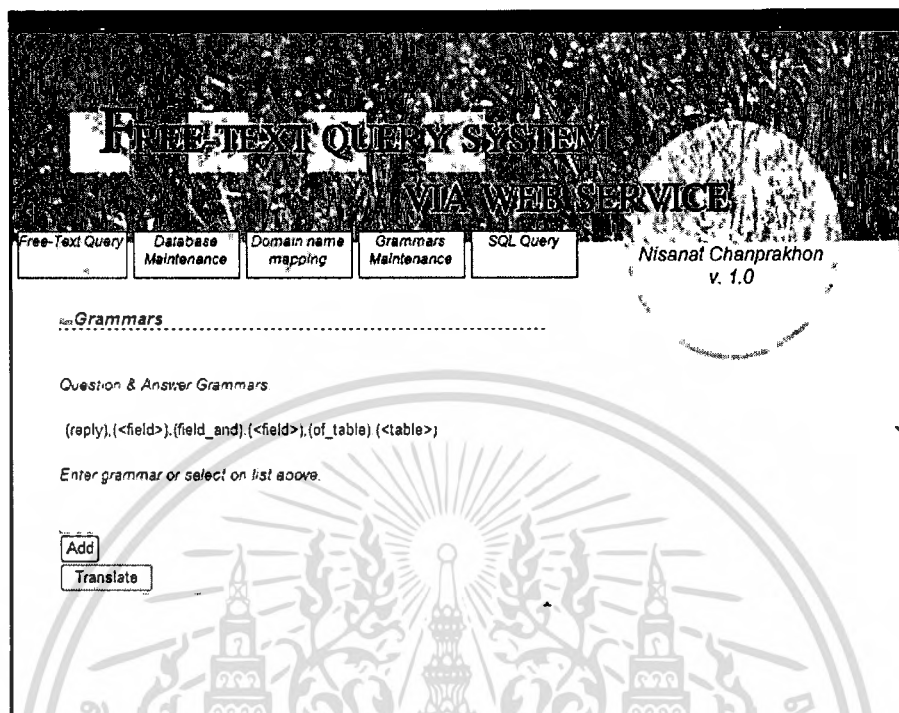 FREE-TEXT QUERY SYSTEM
VIA WEB SERVICE
Free-Text Query
Database Maintenance
Domain name mapping
Grammars Maintenance
SQL Query
Nisanat Chanprakhon
v. 1.0
Grammars
Question & Answer Grammars
(reply),{<field>},{field_and},{<field>},{of_table},{<table>}
Enter grammar or select on list above.
Add
Translate